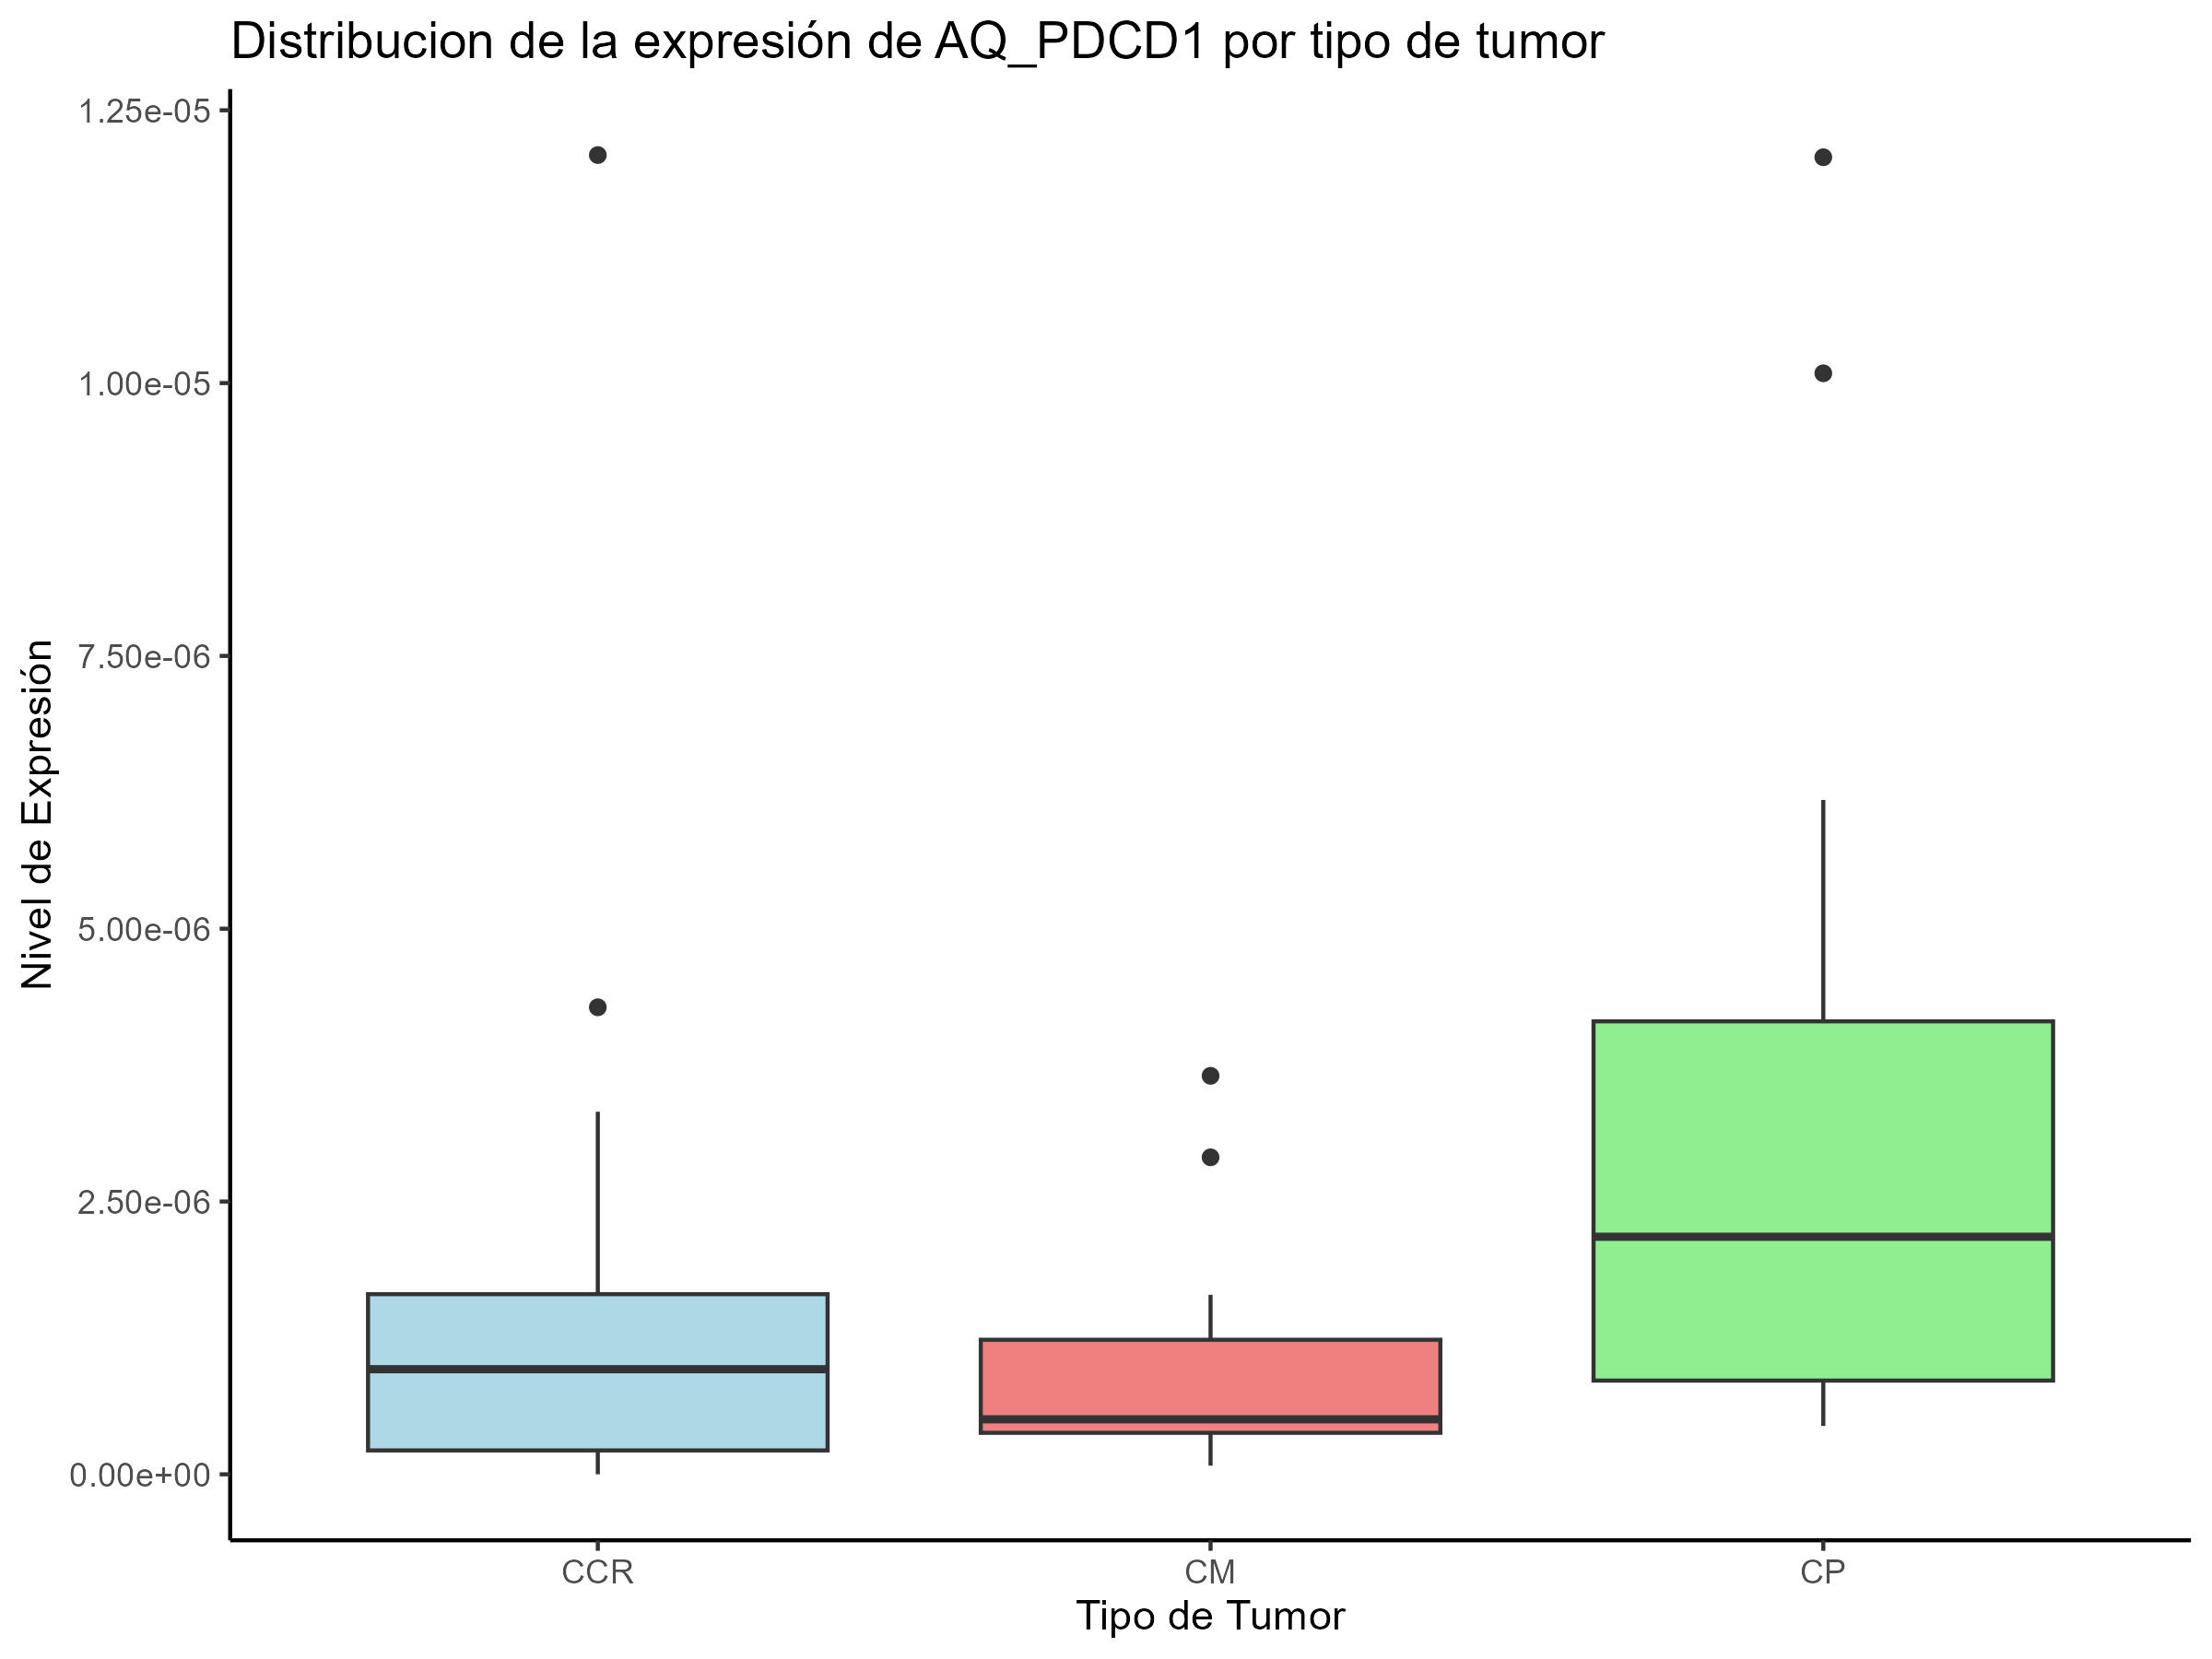 Distribucion de la expresión de AQ_PDCD1 por tipo de tumor
Nivel de Expresión
1.25e-05
1.00e-05
7.50e-06
5.00e-06
2.50e-06
0.00e+00
CCR
CM
CP
Tipo de Tumor